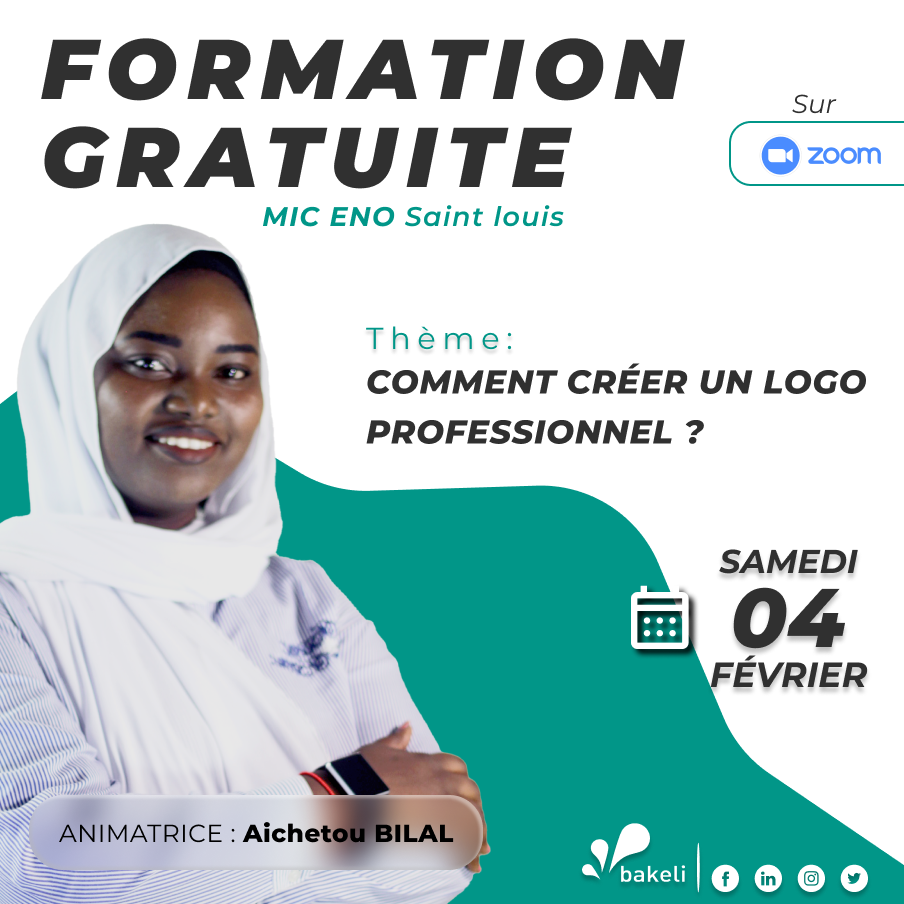 FORMATION
GRATUITE
MIC ENO Saint louis
Sur
zoom
Thème:
COMMENT CRÉER UN LOGO
PROFESSIONNEL ?
SAMEDI
04
FÉVRIER
ANIMATRICE : Aichetou BILAL
bakeli